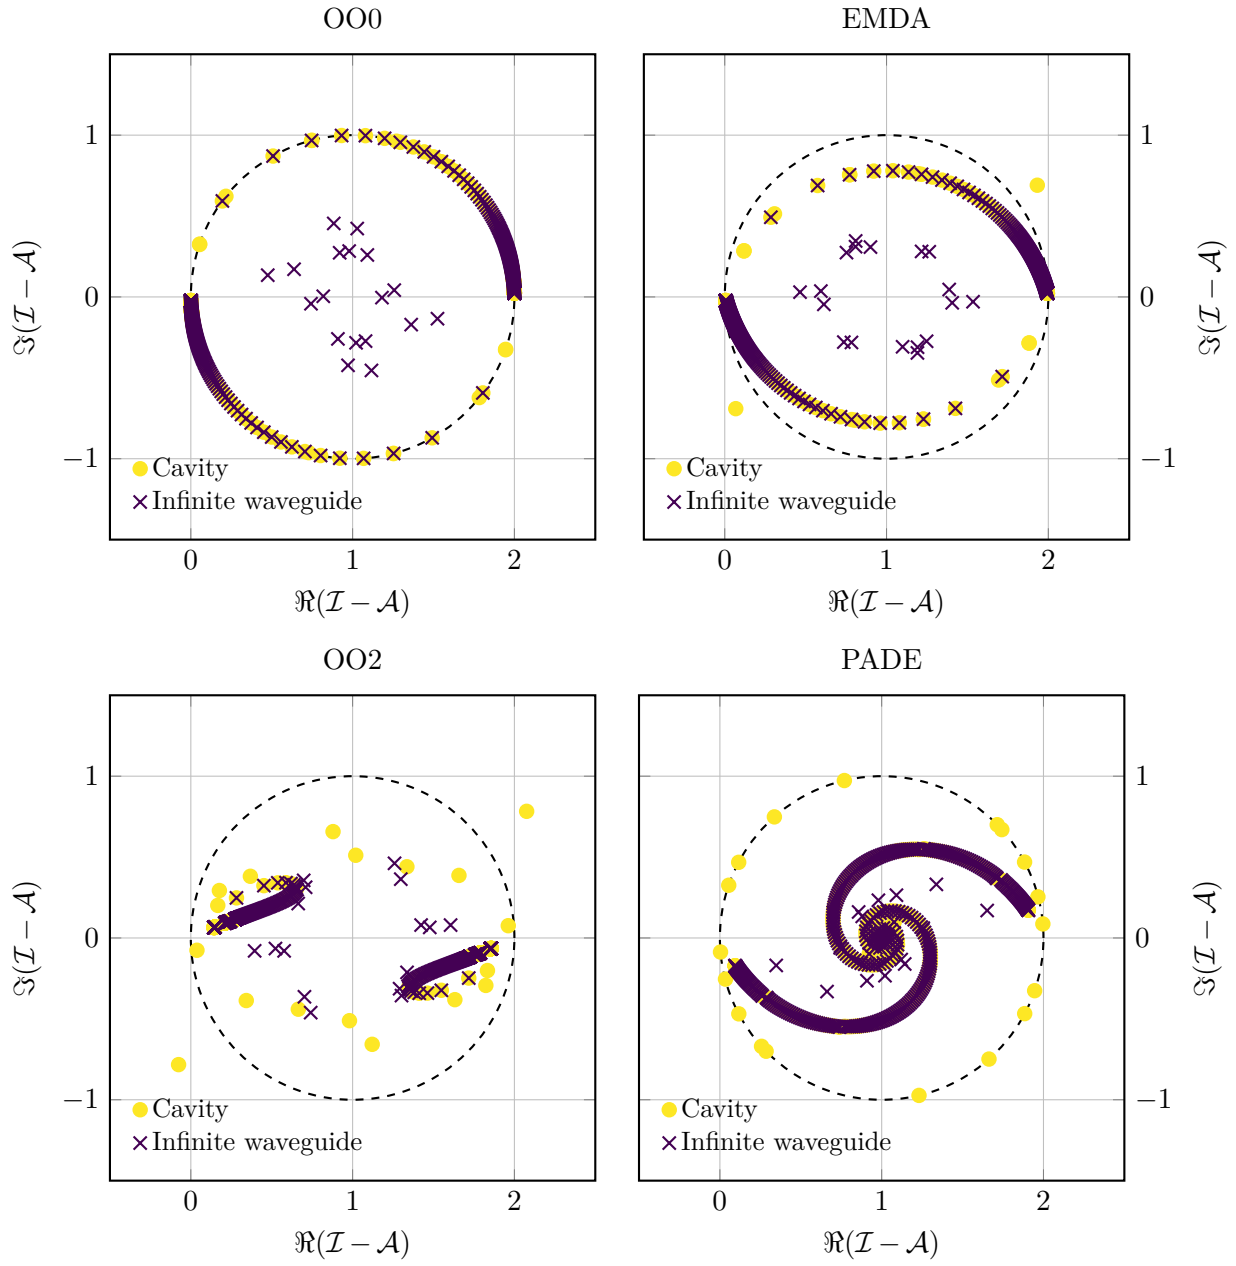 OO0
1
0
−1
ℑ(𝓘 − 𝓐)
Cavity
Infinite waveguide
0 1 2
ℜ(𝓘 − 𝓐)
EMDA
1
0
−1
ℑ(𝓘 − 𝓐)
Cavity
Infinite waveguide
0 1 2
ℜ(𝓘 − 𝓐)
OO2
1
0
−1
ℑ(𝓘 − 𝓐)
Cavity
Infinite waveguide
0 1 2
ℜ(𝓘 − 𝓐)
PADE
1
0
−1
ℑ(𝓘 − 𝓐)
Cavity
Infinite waveguide
0 1 2
ℜ(𝓘 − 𝓐)